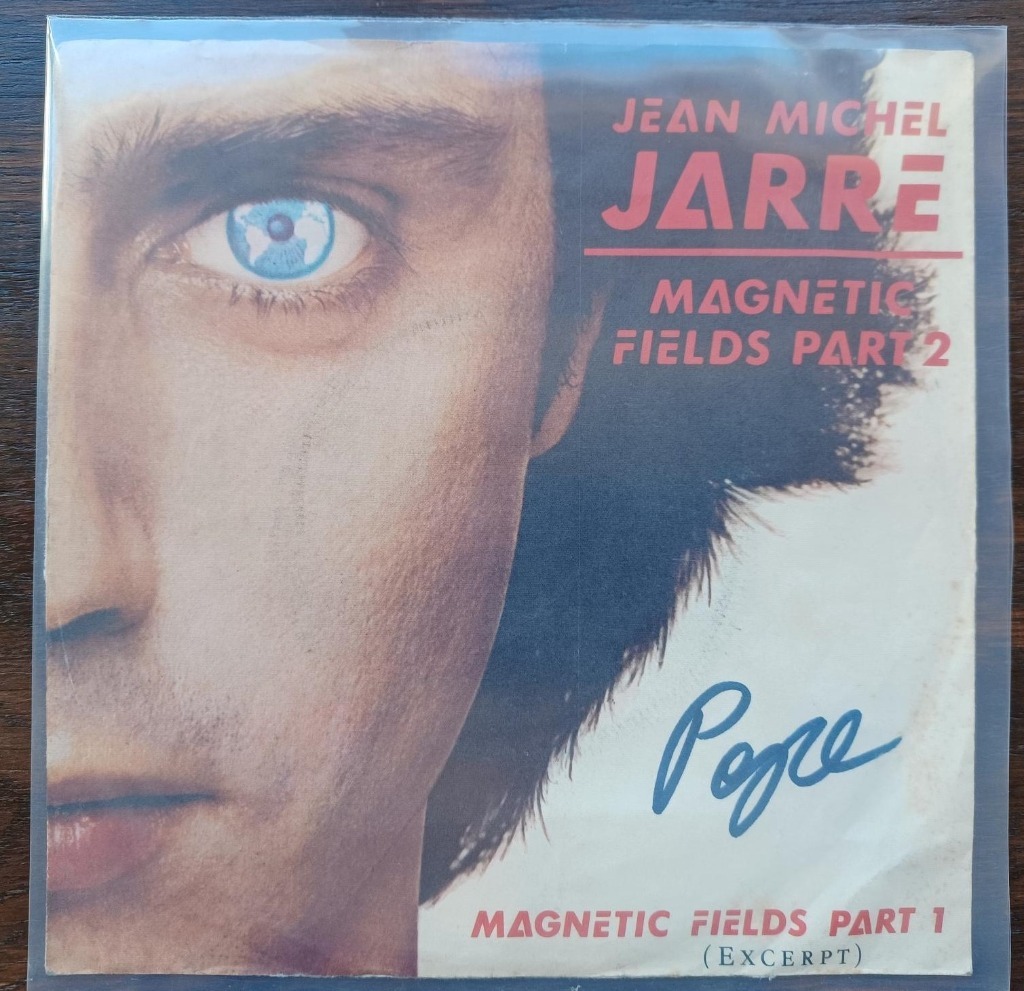 JEAN MICHEL
JARRE
MAGNETIC
FIELDS PART 2
MAGNETIC FIELDS PART 1
(EXCERPT)